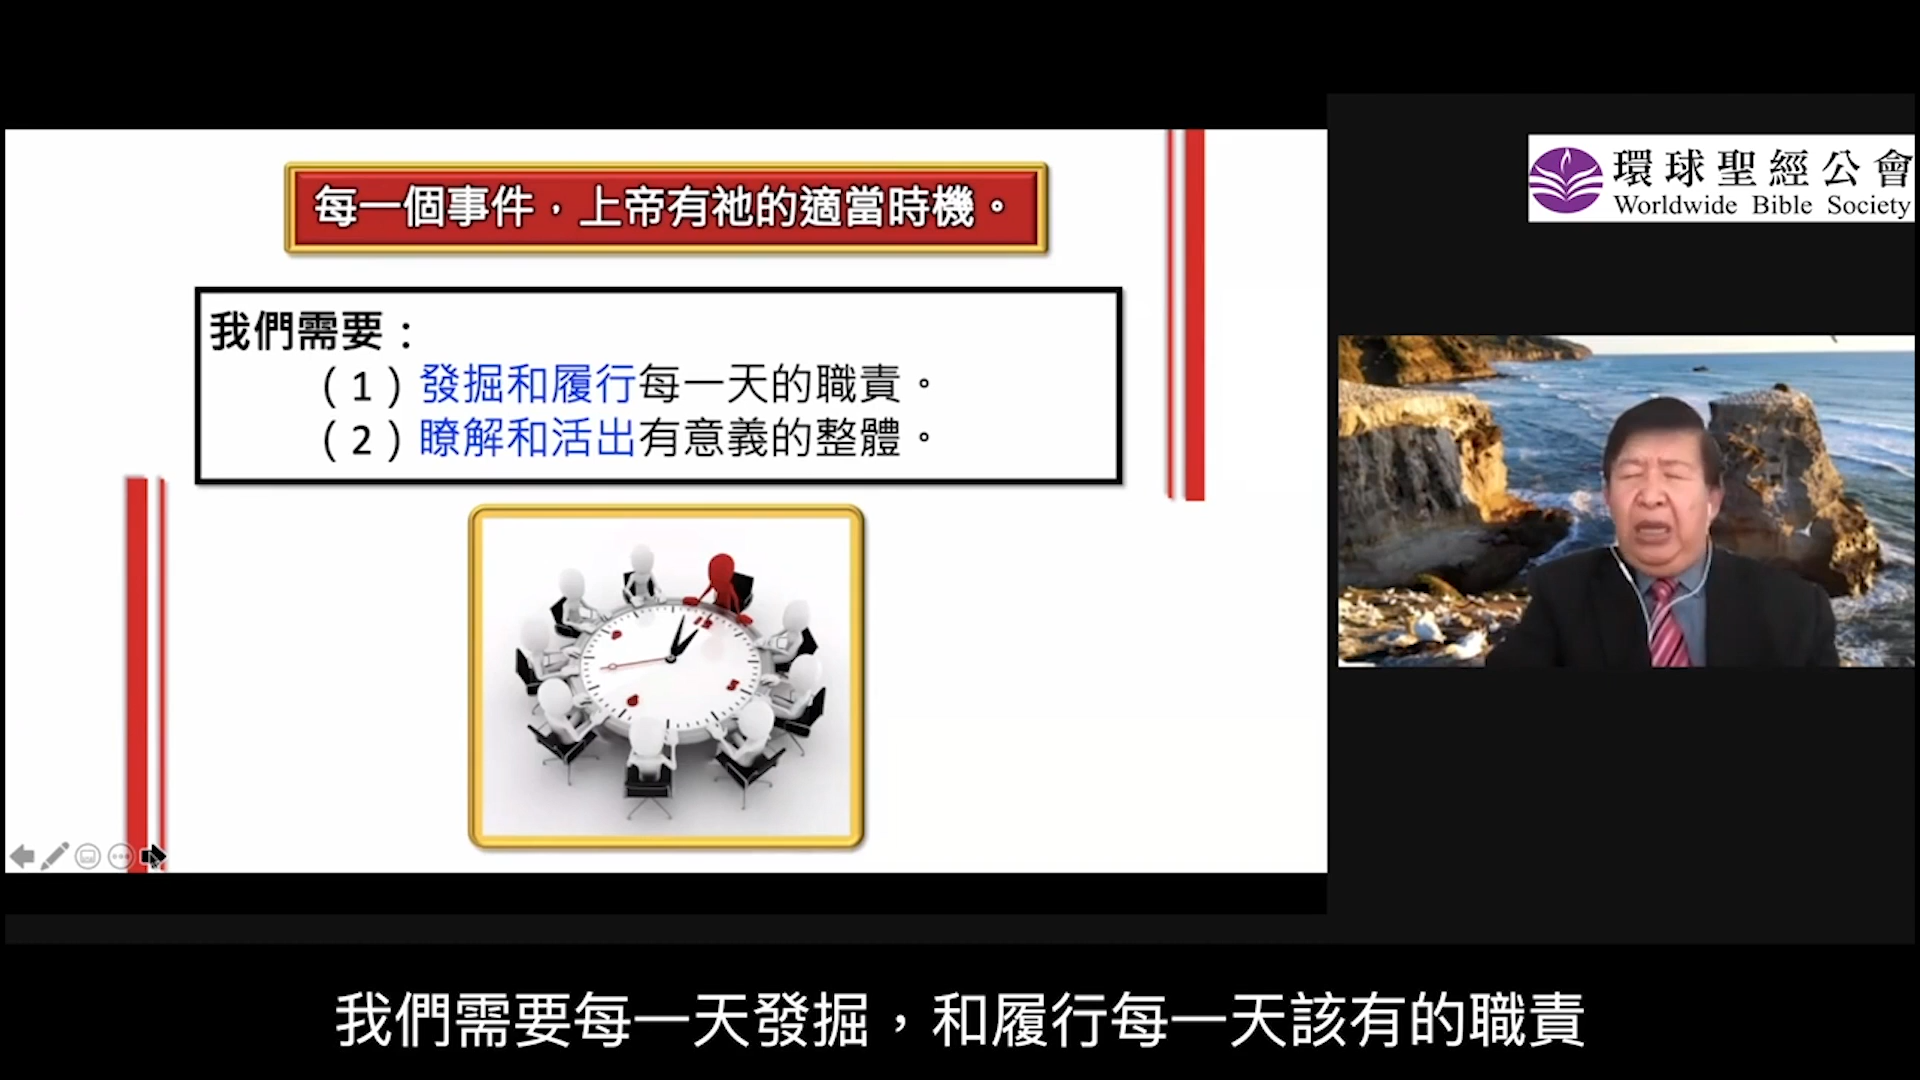 每一個事件，上帝有祂的適當時機。
環球聖經公會
Worldwide Bible Society
我們需要：
（1）發掘和履行每一天的職責。
（2）瞭解和活出有意義的整體。
12
我們需要每一天發掘，和履行每一天該有的職責